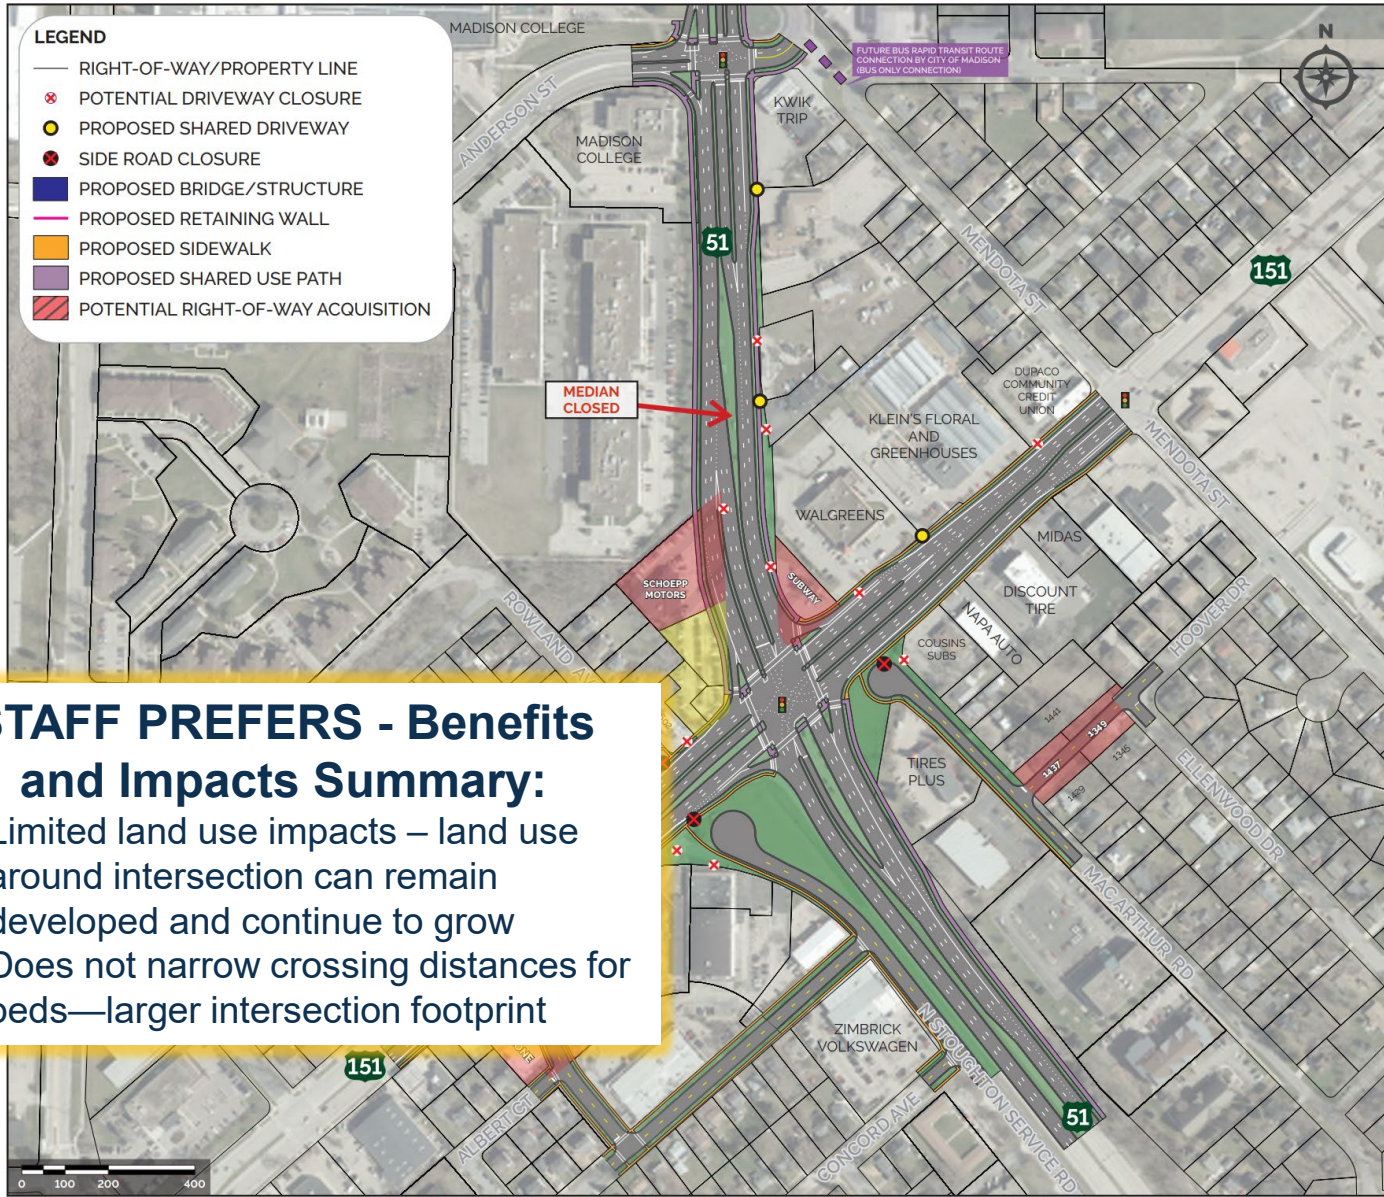 LEGEND
RIGHT-OF-WAY/PROPERTY LINE
POTENTIAL DRIVEWAY CLOSURE
PROPOSED SHARED DRIVEWAY
SIDE ROAD CLOSURE
PROPOSED BRIDGE/STRUCTURE
PROPOSED RETAINING WALL
PROPOSED SIDEWALK
PROPOSED SHARED USE PATH
POTENTIAL RIGHT-OF-WAY ACQUISITION
MADISON COLLEGE
FUTURE BUS RAPID TRANSIT ROUTE
CONNECTION BY CITY OF MADISON
(BUS ONLY CONNECTION)
N
ANDERSON ST
KWIK
TRIP
MADISON
COLLEGE
51
MENDOTA ST
151
MEDIAN
CLOSED
DUPACO
COMMUNITY
CREDIT
UNION
KLEIN'S FLORAL
AND
GREENHOUSES
MENDOTA ST
WALGREENS
MIDAS
SCHOEPP
MOTORS
SUBWAY
DISCOUNT
TIRE
HOOVER DR
ROWLAND AV
NAPA AUTO
COUSINS
SUBS
1441
1349
1437
1345
1429
ELLENWOOD DR
TIRES
PLUS
STAFF PREFERS - Benefits
and Impacts Summary:
Limited land use impacts – land use
around intersection can remain
developed and continue to grow
Does not narrow crossing distances for
peds—larger intersection footprint
MAC ARTHUR RD
ZIMBRICK
VOLKSWAGEN
N STOUGHTON SERVICE RD
151
ONE
ALBERT CT
CONCORD AVE
51
0 100 200 400